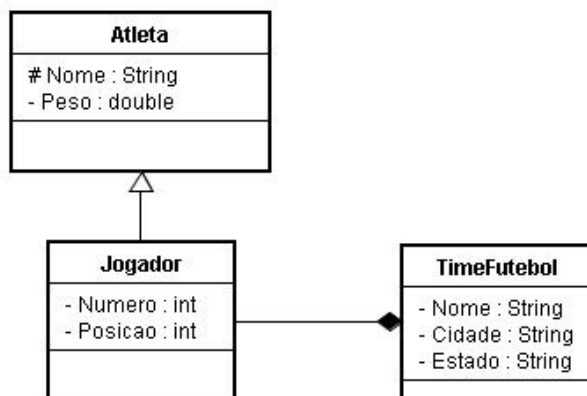 Atleta
# Nome : String
- Peso : double
Jogador
- Numero : int
- Posicao : int
TimeFutebol
- Nome : String
- Cidade : String
- Estado : String